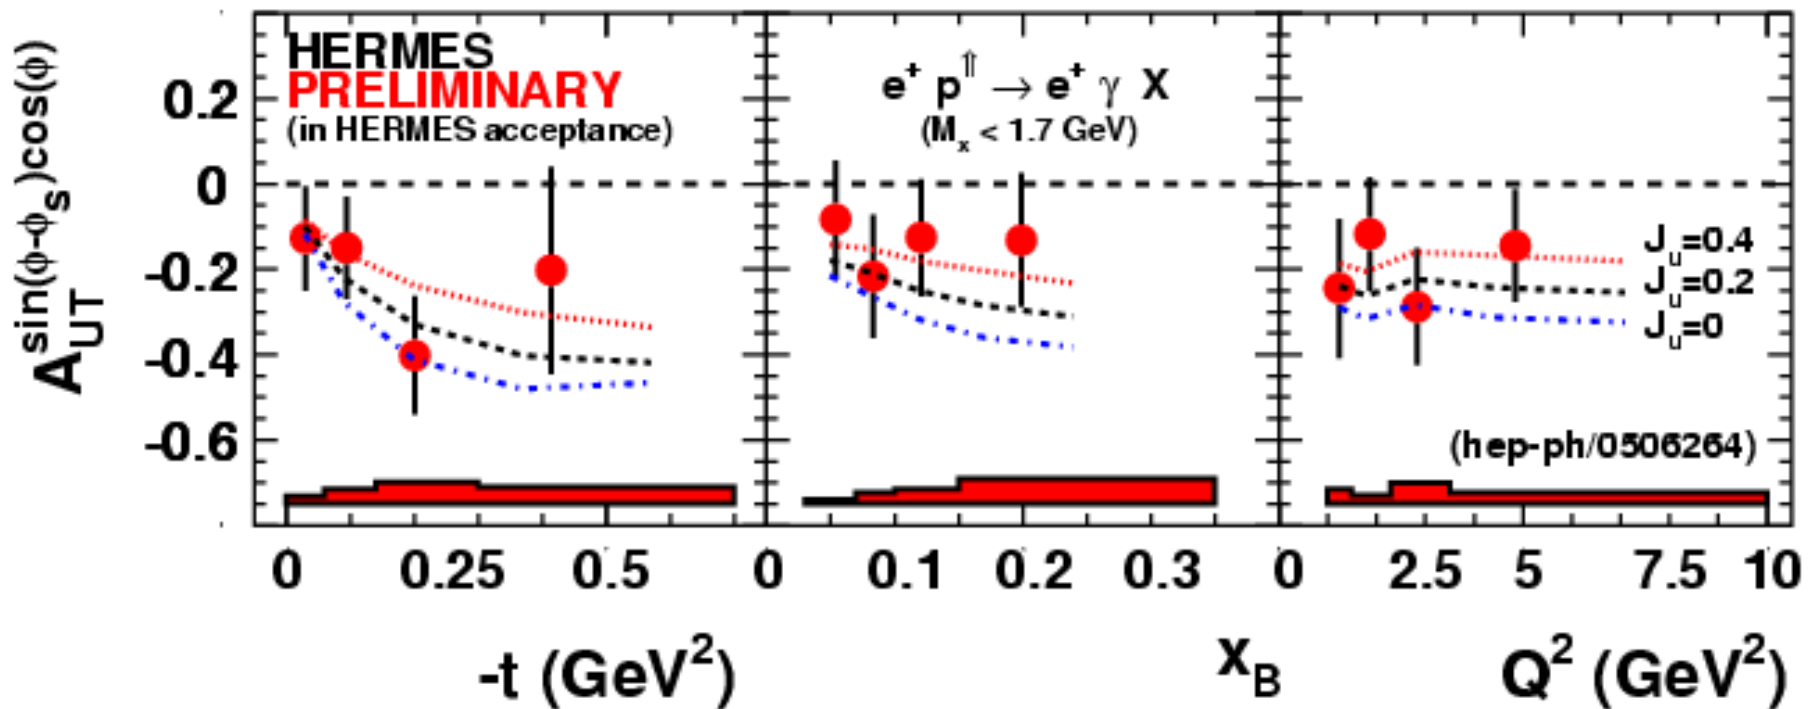 HERMES
PRELIMINARY
(in HERMES acceptance)
e⁺ p⇑ → e⁺ γ X
(Mₓ < 1.7 GeV)
A_UT^sin(ϕ-ϕ_s)cos(ϕ)
0.2
0
-0.2
-0.4
-0.6
J_u=0.4
J_u=0.2
J_u=0
(hep-ph/0506264)
0 0.25 0.5
0 0.1 0.2 0.3
0 2.5 5 7.5 10
-t (GeV²)
x_B
Q² (GeV²)